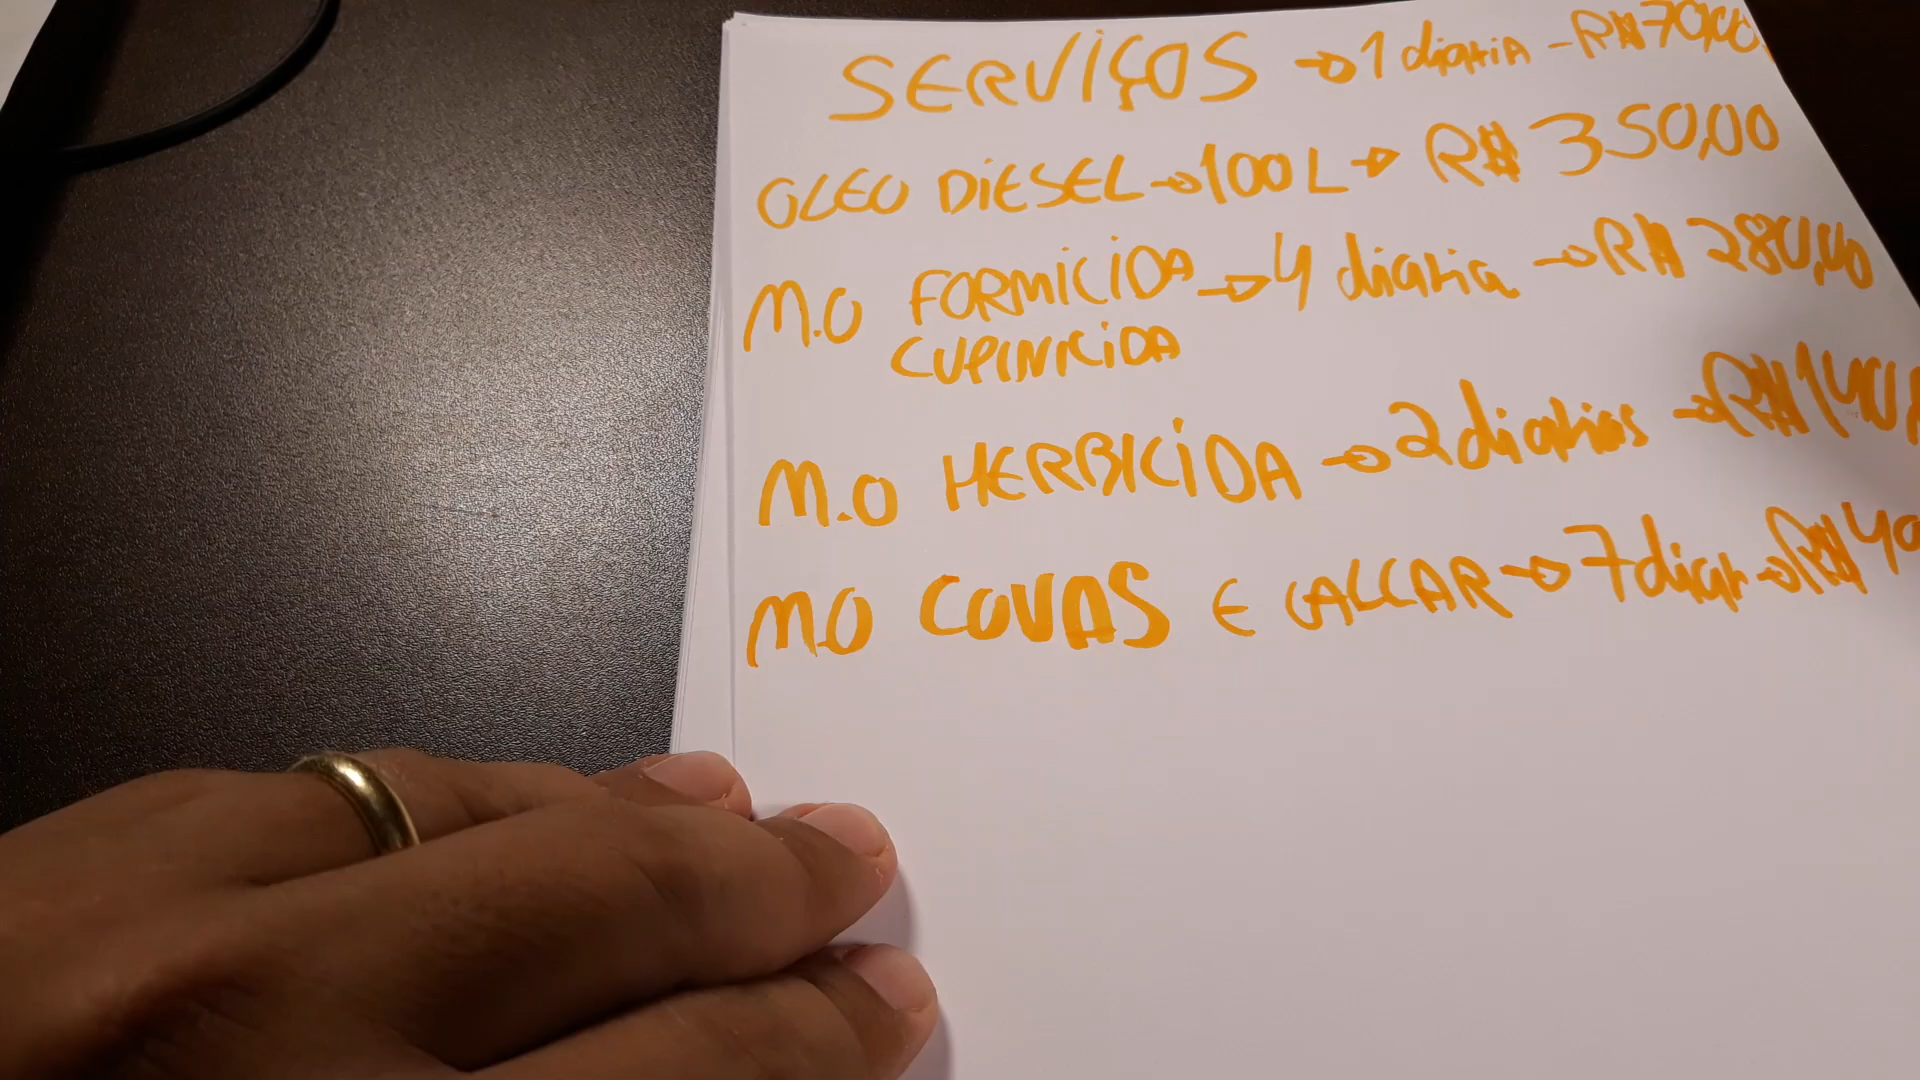 SERVIÇOS → 1 diaria - R$70,00
OLEO DIESEL → 100 L → R$ 350,00
M.O FORMICIDA → 4 diaria → R$ 280,00
CUPINICIDA
M.O HERBICIDA → 2 diarias → R$140,
M.O COVAS E CALCAR → 7 diar → R$